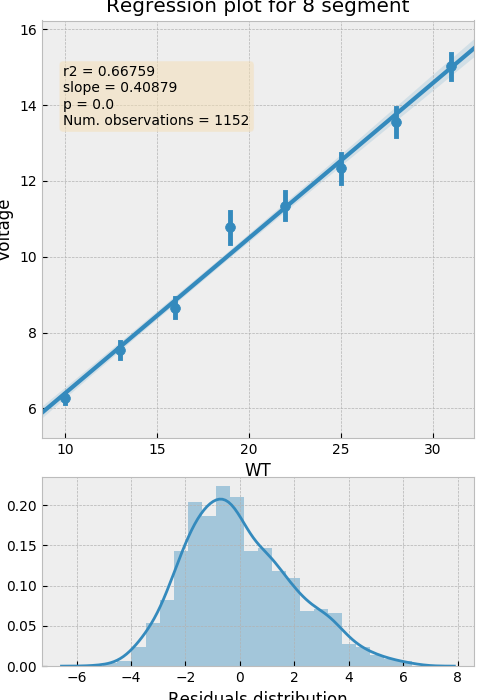 Regression plot for 8 segment
16
14
12
10
8
6
r2 = 0.66759
slope = 0.40879
p = 0.0
Num. observations = 1152
Voltage
10 15 20 25 30
WT
0.20
0.15
0.10
0.05
0.00
−6 −4 −2 0 2 4 6 8
Residuals distribution